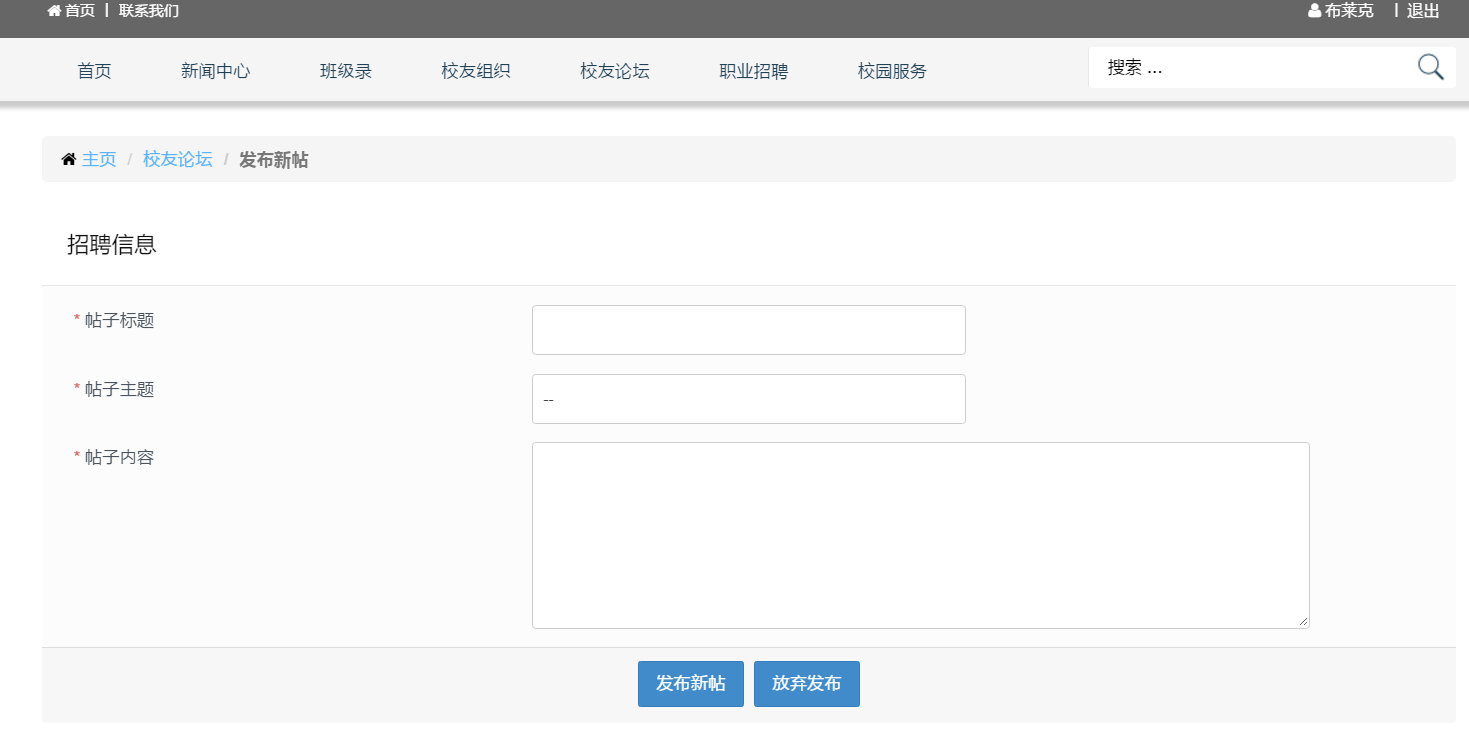 首页 | 联系我们 布莱克 | 退出
首页 新闻中心 班级录 校友组织 校友论坛 职业招聘 校园服务 搜索 ...
主页 / 校友论坛 / 发布新帖
招聘信息
* 帖子标题
* 帖子主题 --
* 帖子内容
发布新帖 放弃发布